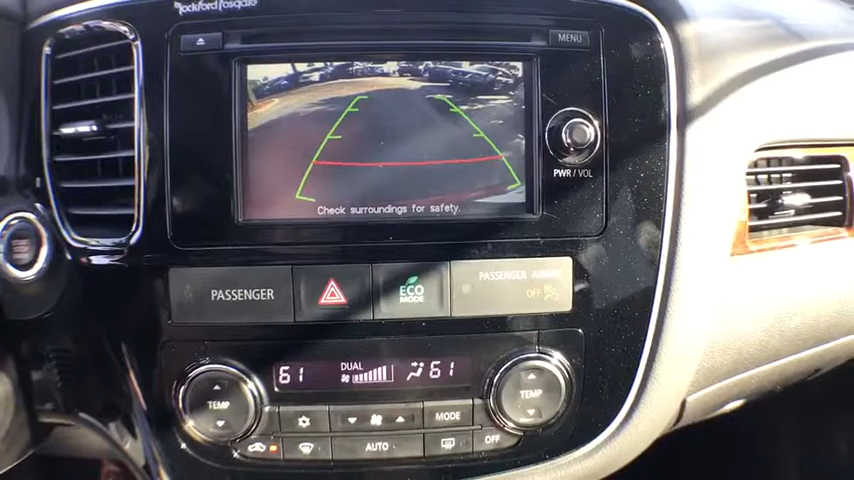 Rockford Fosgate
MENU
PWR / VOL
Check surroundings for safety.
PASSENGER
ECO
MODE
PASSENGER AIRBAG
OFF
61
DUAL
61
TEMP
TEMP
MODE
AUTO
OFF